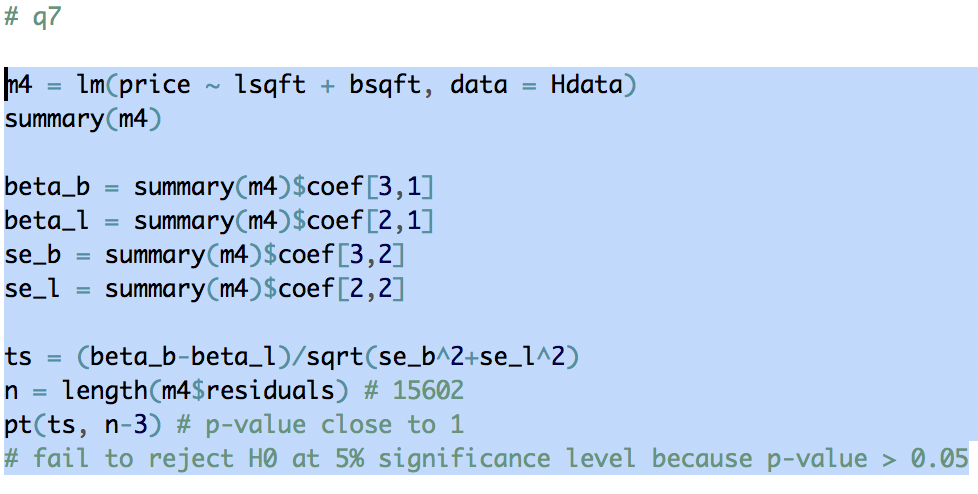 # q7
m4 = lm(price ~ lsqft + bsqft, data = Hdata)
summary(m4)
beta_b = summary(m4)$coef[3,1]
beta_l = summary(m4)$coef[2,1]
se_b = summary(m4)$coef[3,2]
se_l = summary(m4)$coef[2,2]
ts = (beta_b-beta_l)/sqrt(se_b^2+se_l^2)
n = length(m4$residuals) # 15602
pt(ts, n-3) # p-value close to 1
# fail to reject H0 at 5% significance level because p-value > 0.05